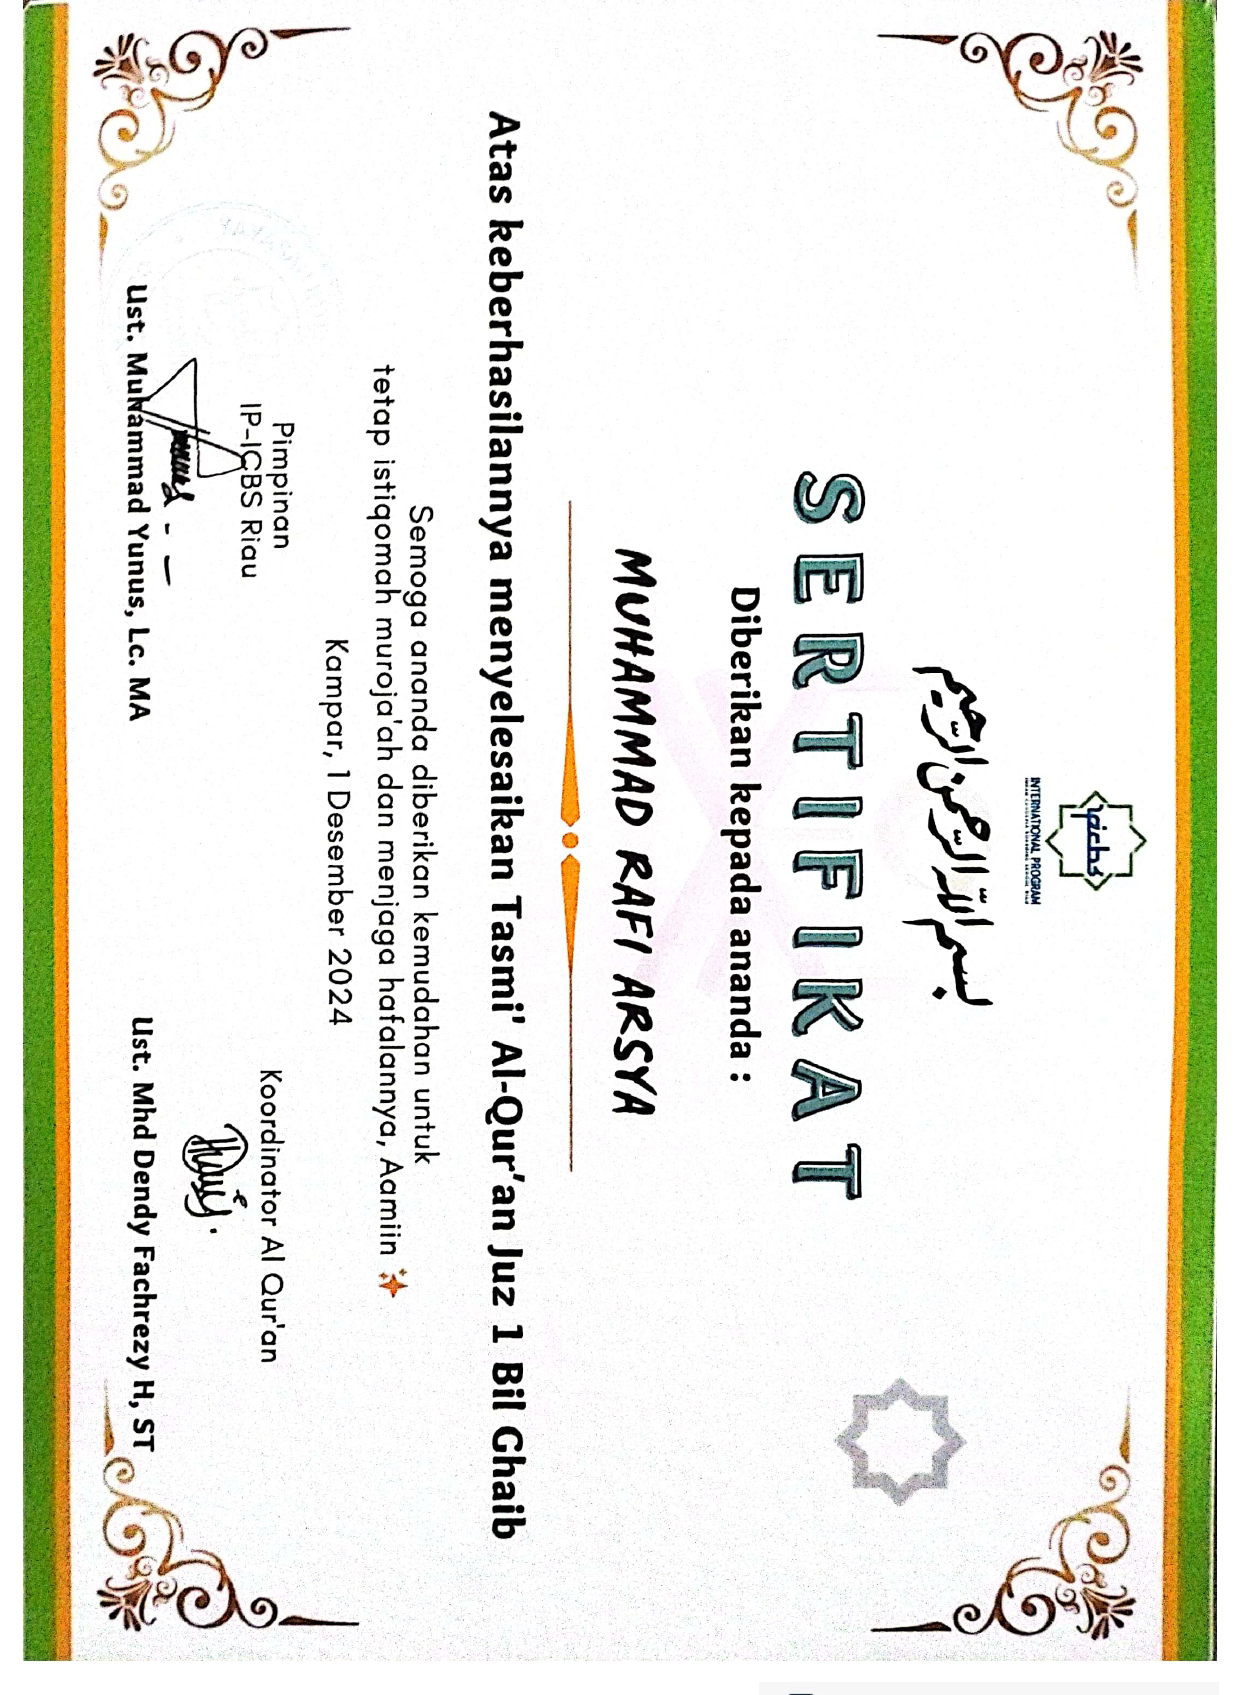 ipicbs
INTERNATIONAL PROGRAM
بسم الله الرحمن الرحيم
SERTIFIKAT
Diberikan kepada ananda :
MUHAMMAD RAFI ARSYA
Atas keberhasilannya menyelesaikan Tasmi' Al-Qur'an Juz 1 Bil Ghaib
Semoga ananda diberikan kemudahan untuk
tetap istiqomah muroja'ah dan menjaga hafalannya, Aamiin
Kampar, 1 Desember 2024
Pimpinan
IP-ICBS Riau
Ust. Muhammad Yunus, Lc. MA
Koordinator Al Qur'an
Ust. Mhd Dendy Fachrezy H, ST